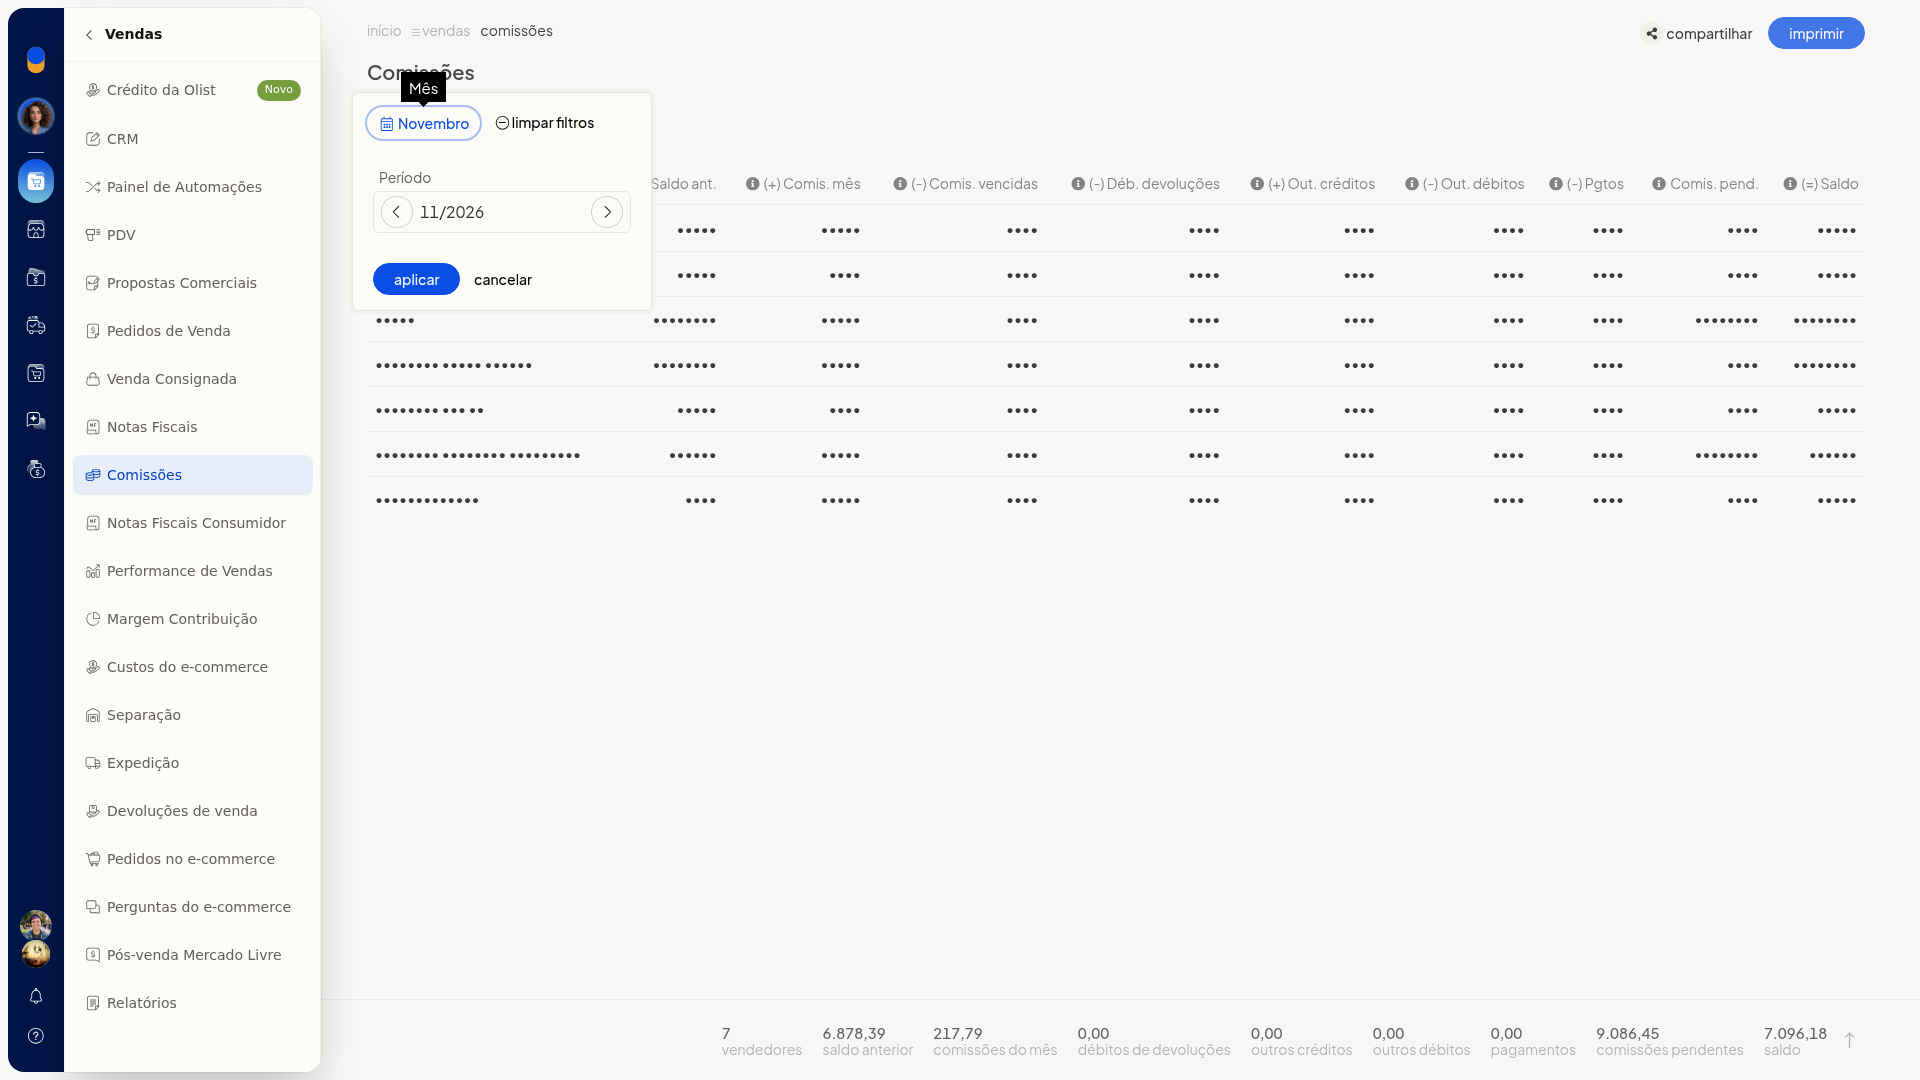 Vendas
Crédito da Olist
Novo
CRM
Painel de Automações
PDV
Propostas Comerciais
Pedidos de Venda
Venda Consignada
Notas Fiscais
Comissões
Notas Fiscais Consumidor
Performance de Vendas
Margem Contribuição
Custos do e-commerce
Separação
Expedição
Devoluções de venda
Pedidos no e-commerce
Perguntas do e-commerce
Pós-venda Mercado Livre
Relatórios
início vendas comissões
compartilhar imprimir
Mês
Novembro limpar filtros
Período
11/2026
aplicar cancelar
Saldo ant. (+) Comis. mês (-) Comis. vencidas (-) Déb. devoluções (+) Out. créditos (-) Out. débitos (-) Pgtos Comis. pend. (=) Saldo
7 6.878,39 217,79 0,00 0,00 0,00 0,00 9.086,45 7.096,18
vendedores saldo anterior comissões do mês débitos de devoluções outros créditos outros débitos pagamentos comissões pendentes saldo